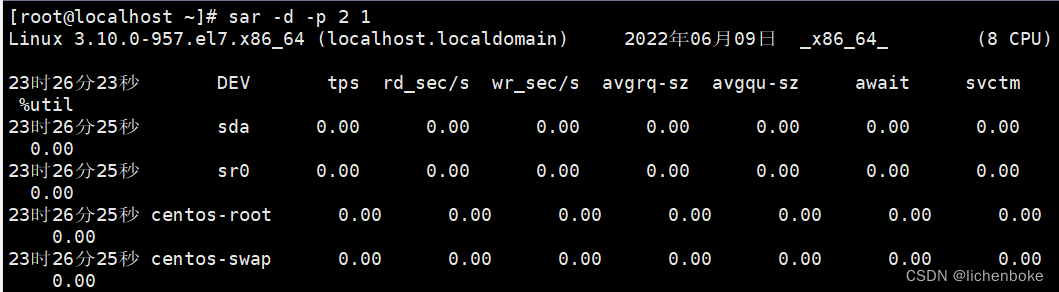 [root@localhost ~]# sar -d -p 2 1
Linux 3.10.0-957.el7.x86_64 (localhost.localdomain) 2022年06月09日 _x86_64_ (8 CPU)
23时26分23秒 DEV tps rd_sec/s wr_sec/s avgrq-sz avgqu-sz await svctm
%util
23时26分25秒 sda 0.00 0.00 0.00 0.00 0.00 0.00 0.00
0.00
23时26分25秒 sr0 0.00 0.00 0.00 0.00 0.00 0.00 0.00
0.00
23时26分25秒 centos-root 0.00 0.00 0.00 0.00 0.00 0.00 0.00
0.00
23时26分25秒 centos-swap 0.00 0.00 0.00 0.00 0.00 0.00 0.00
0.00
CSDN @lichenboke